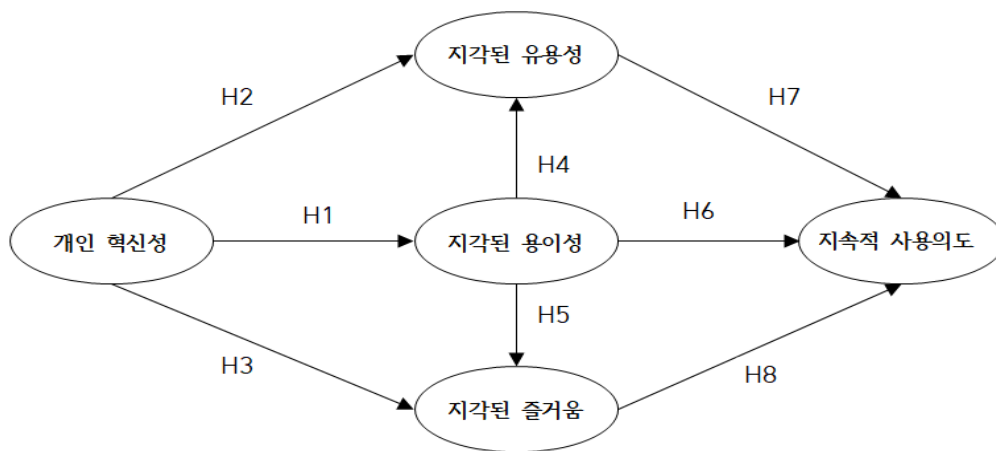 지각된 유용성
H2
H7
H4
개인 혁신성
H1
지각된 용이성
H6
지속적 사용의도
H5
H3
H8
지각된 즐거움